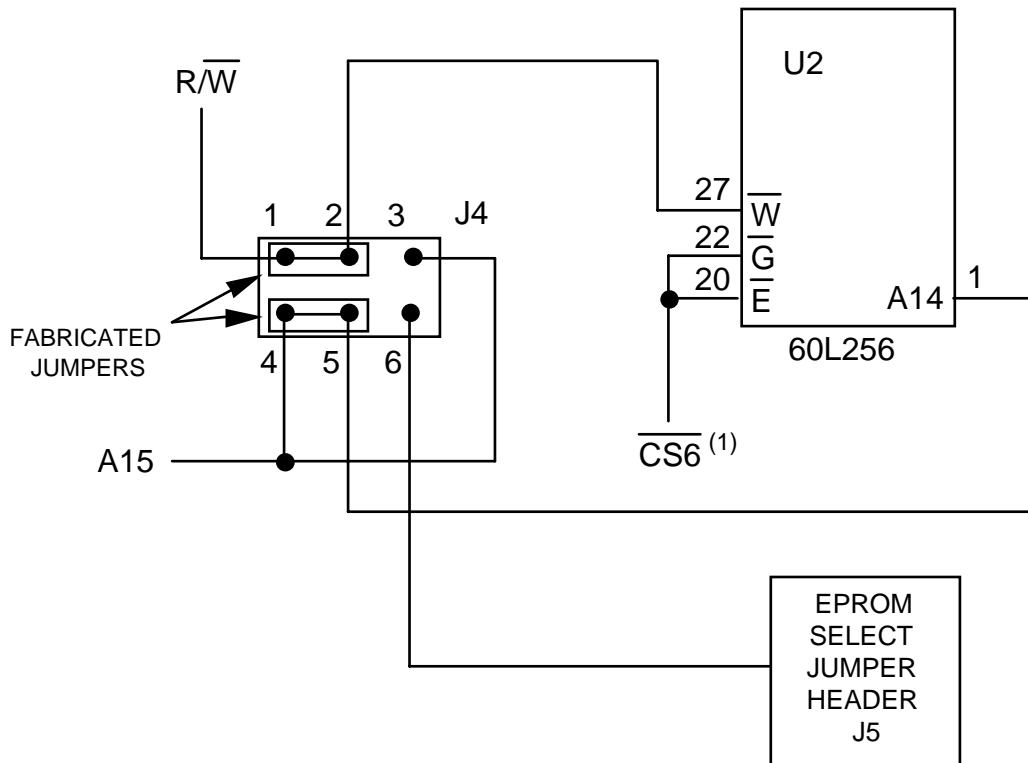 U2
R/W̅
27
W̅
1 2 3 J4
22
G̅
20
E̅
1
A14
FABRICATED
JUMPERS
4 5 6
60L256
C̅S̅6̅ (1)
A15
EPROM
SELECT
JUMPER
HEADER
J5